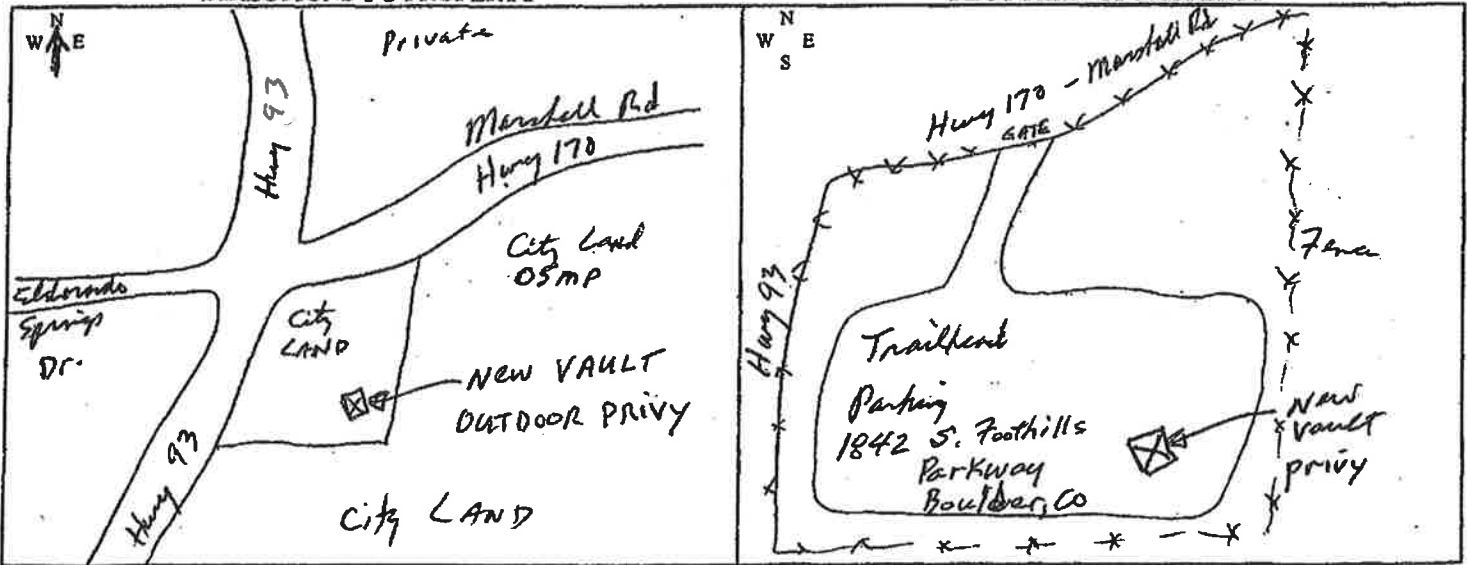 N
W E
Private
Hwy 93
Marshall Rd
Hwy 170
City Land
OSMP
Eldorado
Springs
Dr.
City
LAND
NEW VAULT
OUTDOOR PRIVY
Hwy 93
City LAND
N
W E
S
Hwy 170 - Marshall Rd
GATE
Fence
Hwy 93
Trailhead
Parking
1842 S. Foothills
Parkway
Boulder, Co
New
vault
privy